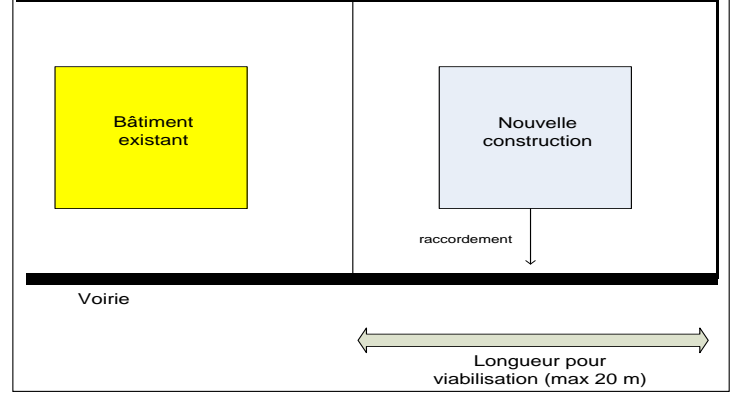 Bâtiment
existant
Nouvelle
construction
raccordement
Voirie
Longueur pour
viabilisation (max 20 m)